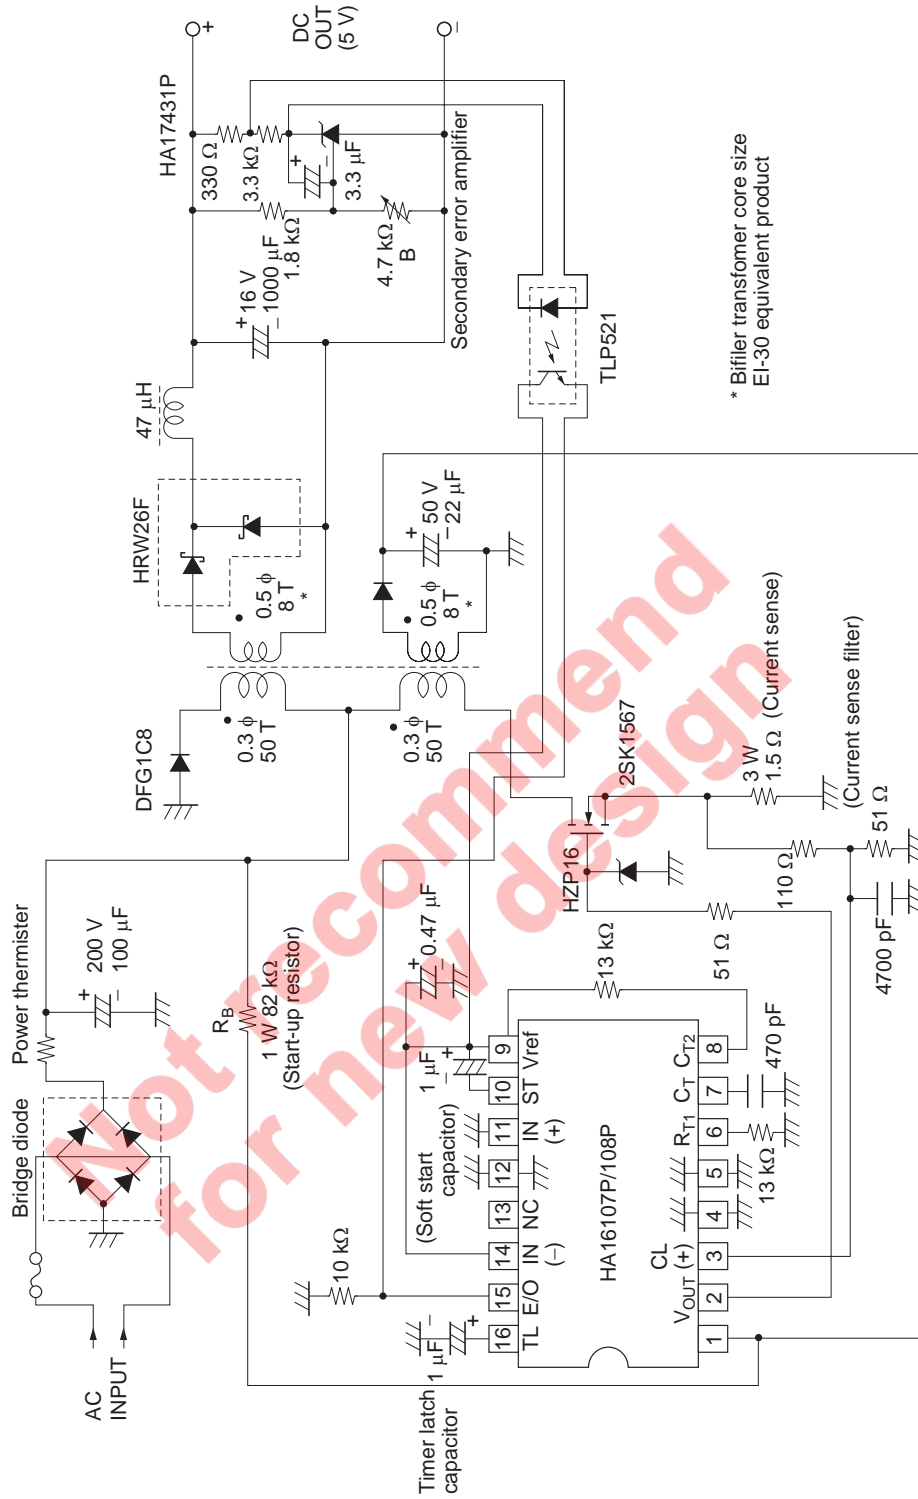 Bridge diode
Power thermister
AC
INPUT
200 V
100 μF
+
−
RB
1 W 82 kΩ
(Start-up resistor)
DFG1C8
0.3 ϕ
50 T
0.3 ϕ
50 T
0.5 ϕ
8 T
*
0.5 ϕ
8 T
*
HRW26F
47 μH
+
16 V
−
1000 μF
1.8 kΩ
4.7 kΩ
B
HA17431P
330 Ω
3.3 kΩ
+
−
3.3 μF
+
DC
OUT
(5 V)
−
Secondary error amplifier
+
50 V
−
22 μF
TLP521
* Bifiler transfomer core size
EI-30 equivalent product
Timer latch
capacitor
1 μF
−
+
10 kΩ
(Soft start
capacitor)
1 μF
+
−
+
0.47 μF
−
HZP16
2SK1567
13 kΩ
51 Ω
3 W
1.5 Ω (Current sense)
(Current sense filter)
110 Ω
51 Ω
4700 pF
470 pF
13 kΩ
HA16107P/108P
16
15
14
13
12
11
10
9
TL
E/O
IN
(−)
NC
IN
(+)
ST
Vref
VOUT
CL
(+)
RT1
CT
CT2
1
2
3
4
5
6
7
8
Not recommend
for new design